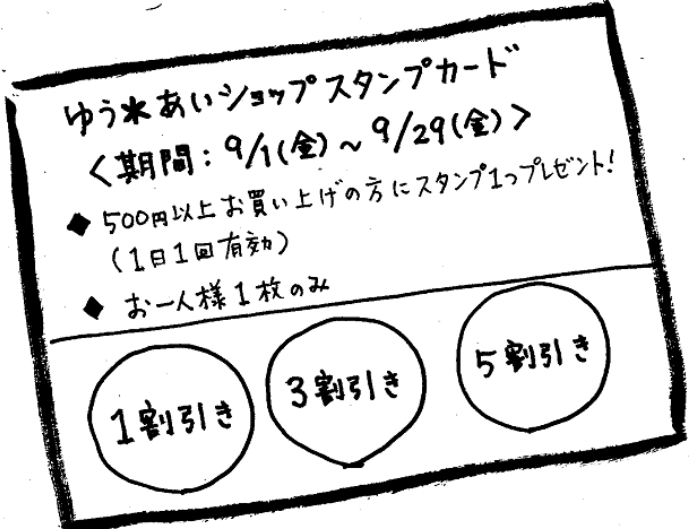 ゆう*あいショップスタンプカード
<期間:9/1(金)~9/29(金)>
◆ 500円以上お買い上げの方にスタンプ1つプレゼント!
(1日1回有効)
◆ お一人様1枚のみ
1割引き 3割引き 5割引き